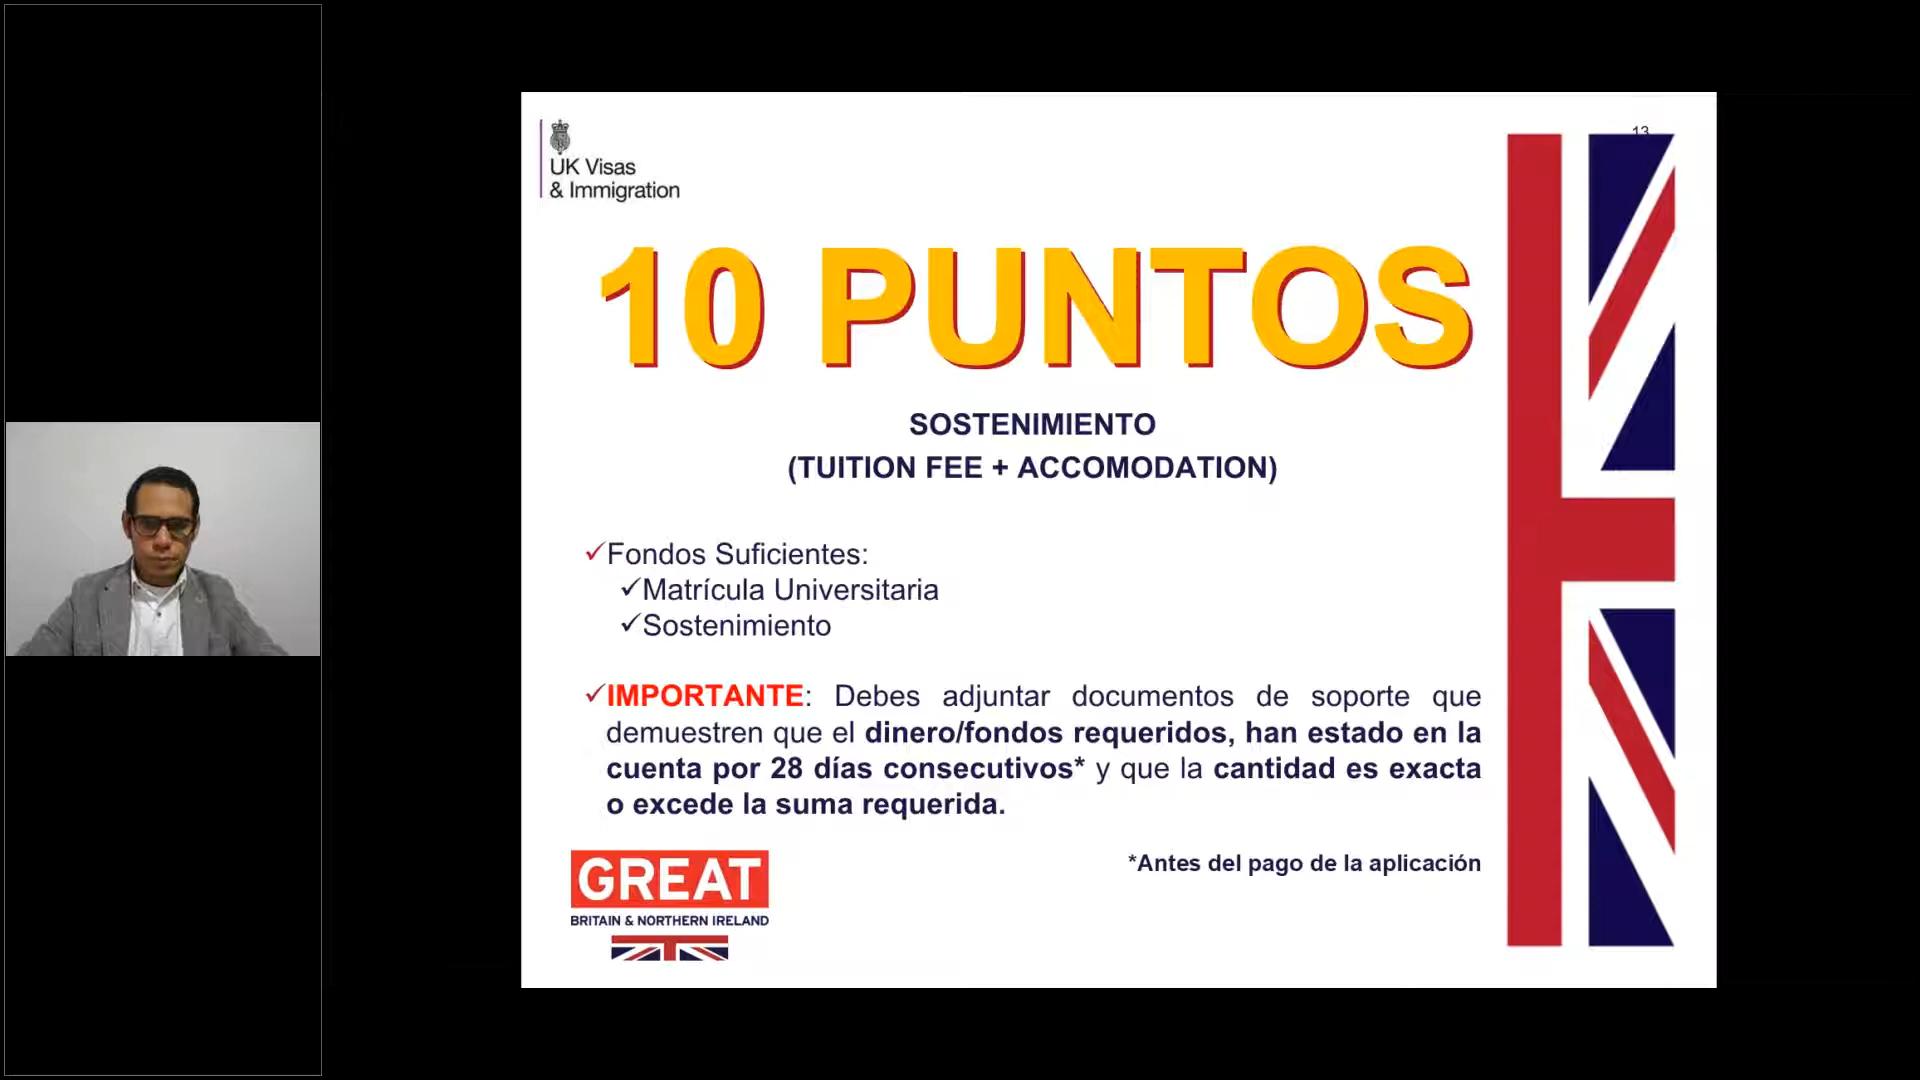 13
UK Visas
& Immigration
10 PUNTOS
SOSTENIMIENTO
(TUITION FEE + ACCOMODATION)
✓Fondos Suficientes:
✓Matrícula Universitaria
✓Sostenimiento
✓IMPORTANTE: Debes adjuntar documentos de soporte que
demuestren que el dinero/fondos requeridos, han estado en la
cuenta por 28 días consecutivos* y que la cantidad es exacta
o excede la suma requerida.
*Antes del pago de la aplicación
GREAT
BRITAIN & NORTHERN IRELAND